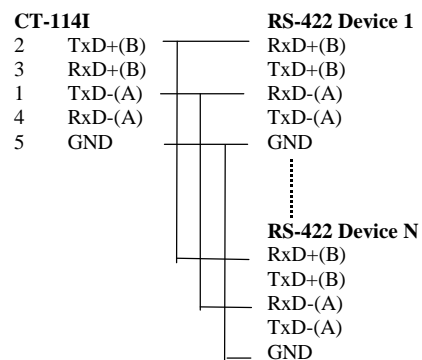 CT-114I RS-422 Device 1
2 TxD+(B) RxD+(B)
3 RxD+(B) TxD+(B)
1 TxD-(A) RxD-(A)
4 RxD-(A) TxD-(A)
5 GND GND
RS-422 Device N
RxD+(B)
TxD+(B)
RxD-(A)
TxD-(A)
GND